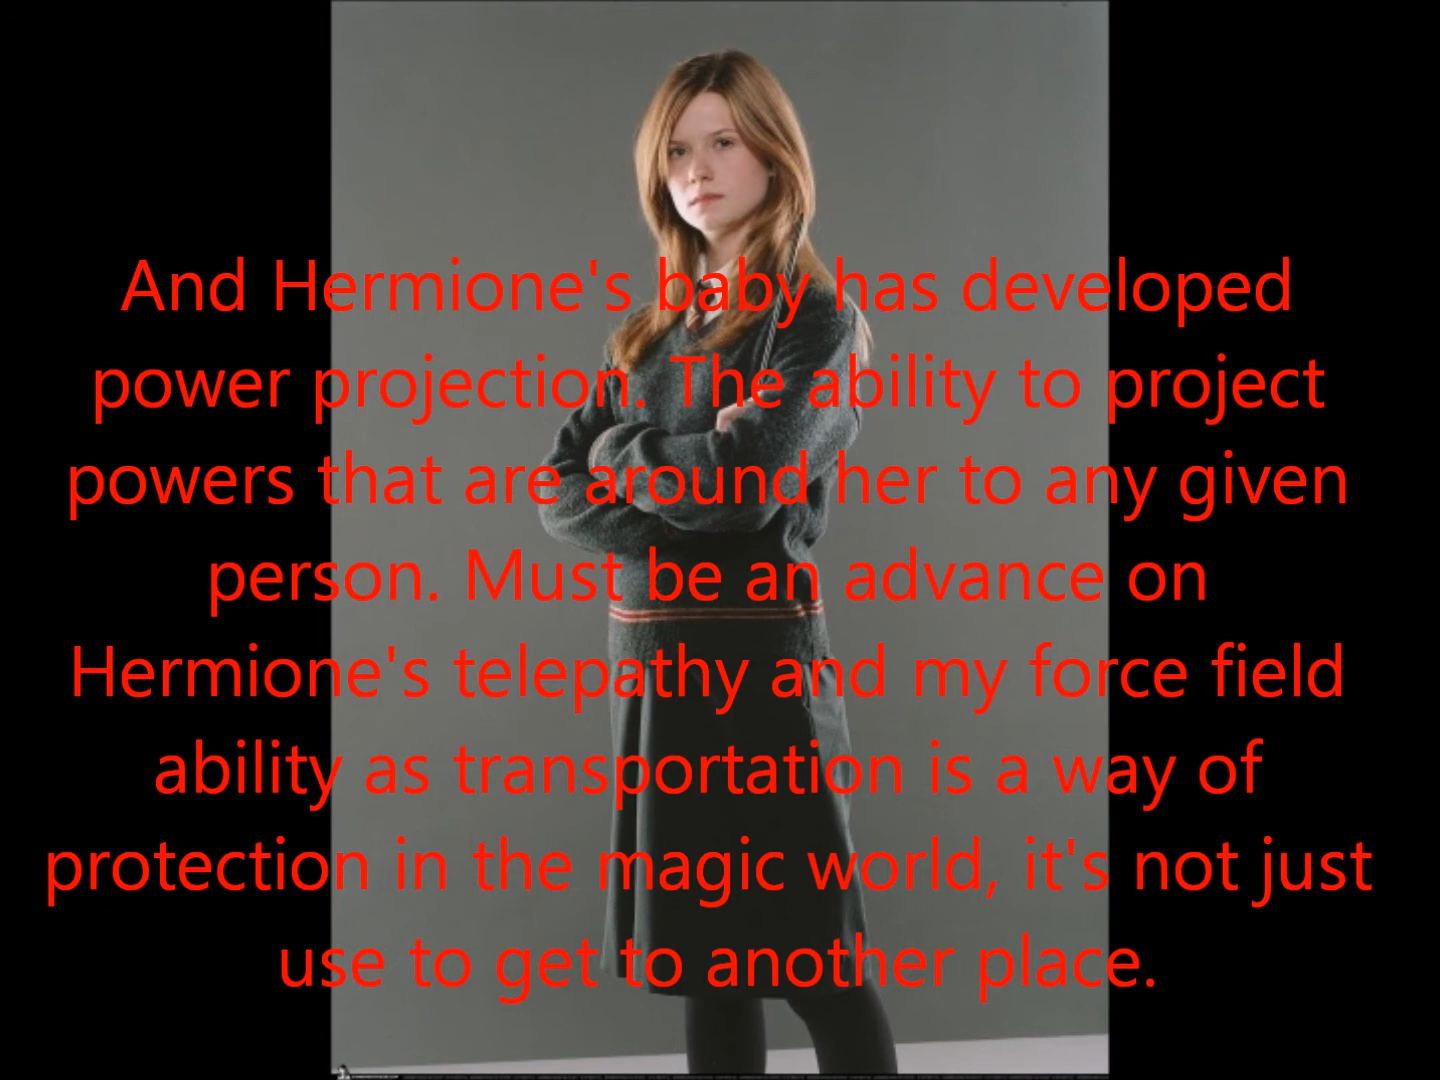 And Hermione's baby has developed
power projection. The ability to project
powers that are around her to any given
person. Must be an advance on
Hermione's telepathy and my force field
ability as transportation is a way of
protection in the magic world, it's not just
use to get to another place.